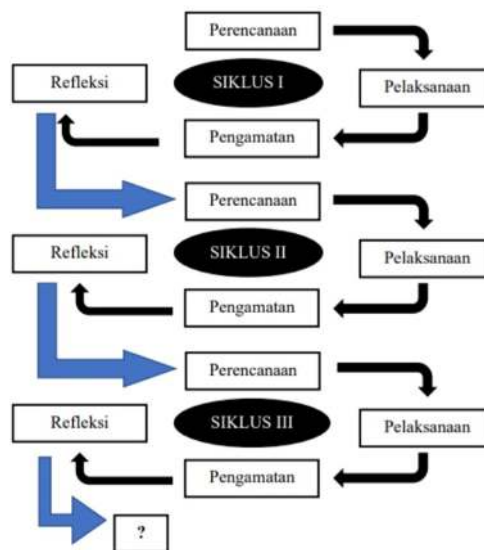 Perencanaan
Refleksi
SIKLUS I
Pelaksanaan
Pengamatan
Perencanaan
Refleksi
SIKLUS II
Pelaksanaan
Pengamatan
Perencanaan
Refleksi
SIKLUS III
Pelaksanaan
Pengamatan
?